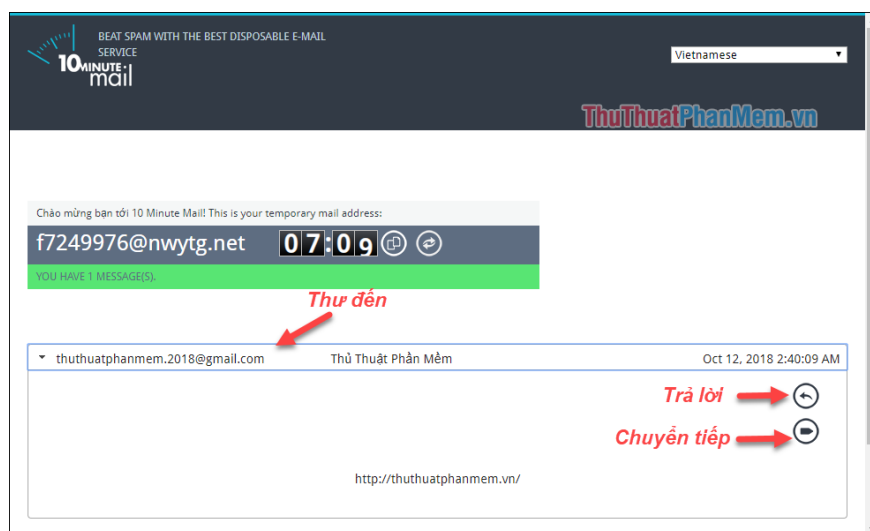 BEAT SPAM WITH THE BEST DISPOSABLE E-MAIL
SERVICE
10MINUTE
mail
Vietnamese
ThuThuatPhanMem.vn
Chào mừng bạn tới 10 Minute Mail! This is your temporary mail address:
f7249976@nwytg.net 07:09
YOU HAVE 1 MESSAGE(S).
Thư đến
thuthuatphanmem.2018@gmail.com Thủ Thuật Phần Mềm Oct 12, 2018 2:40:09 AM
Trả lời
Chuyển tiếp
http://thuthuatphanmem.vn/